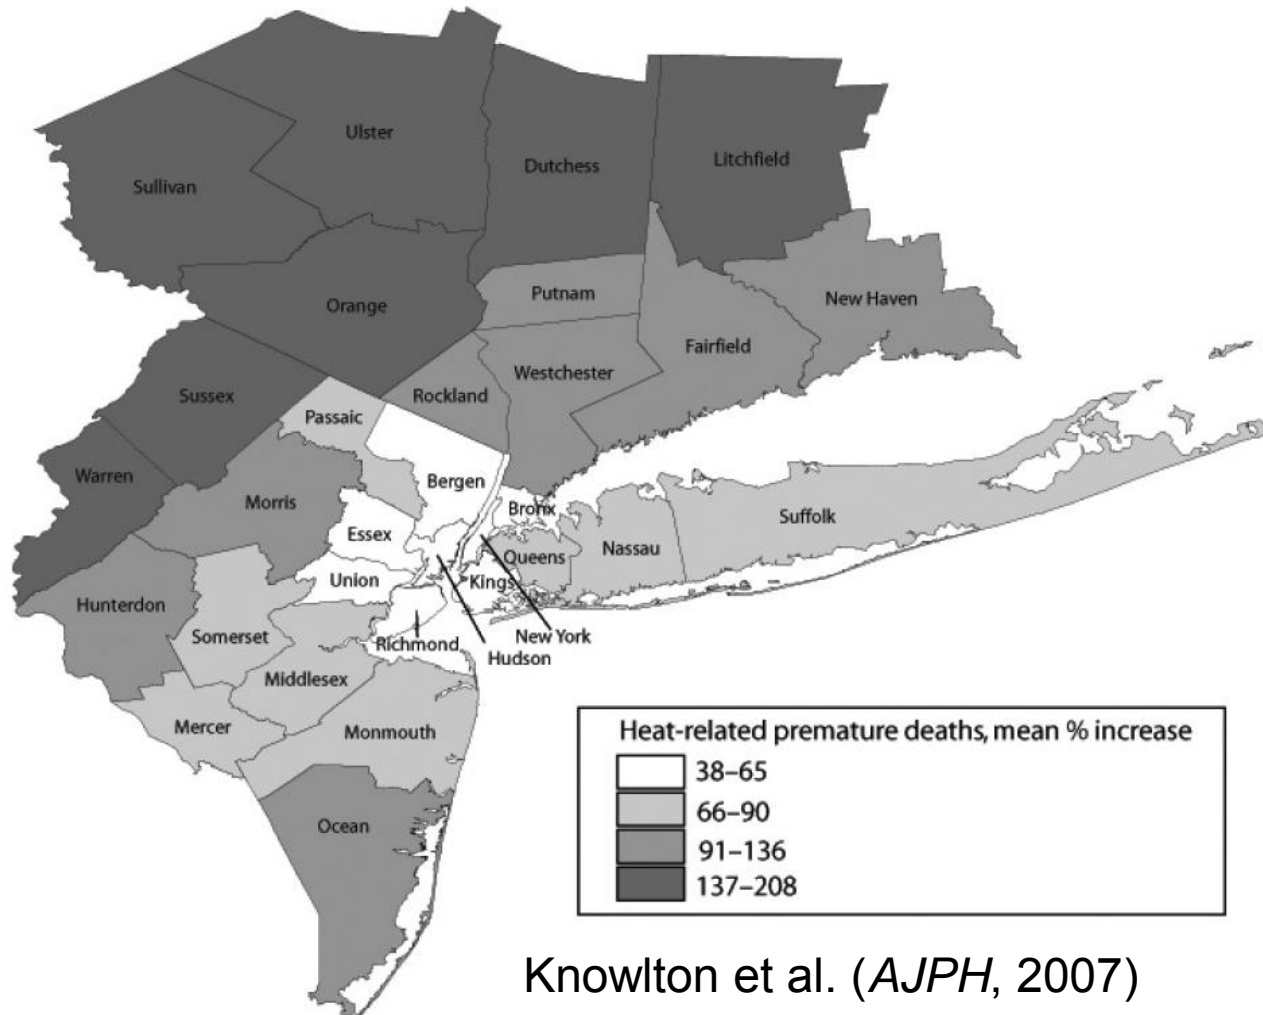 Ulster
Litchfield
Dutchess
Sullivan
Putnam
New Haven
Orange
Fairfield
Westchester
Sussex
Rockland
Passaic
Warren
Bergen
Morris
Bronx
Suffolk
Essex
Nassau
Queens
Union
Kings
Hunterdon
Somerset
New York
Richmond
Hudson
Middlesex
Mercer
Monmouth
Heat-related premature deaths, mean % increase
38–65
66–90
91–136
137–208
Ocean
Knowlton et al. (AJPH, 2007)